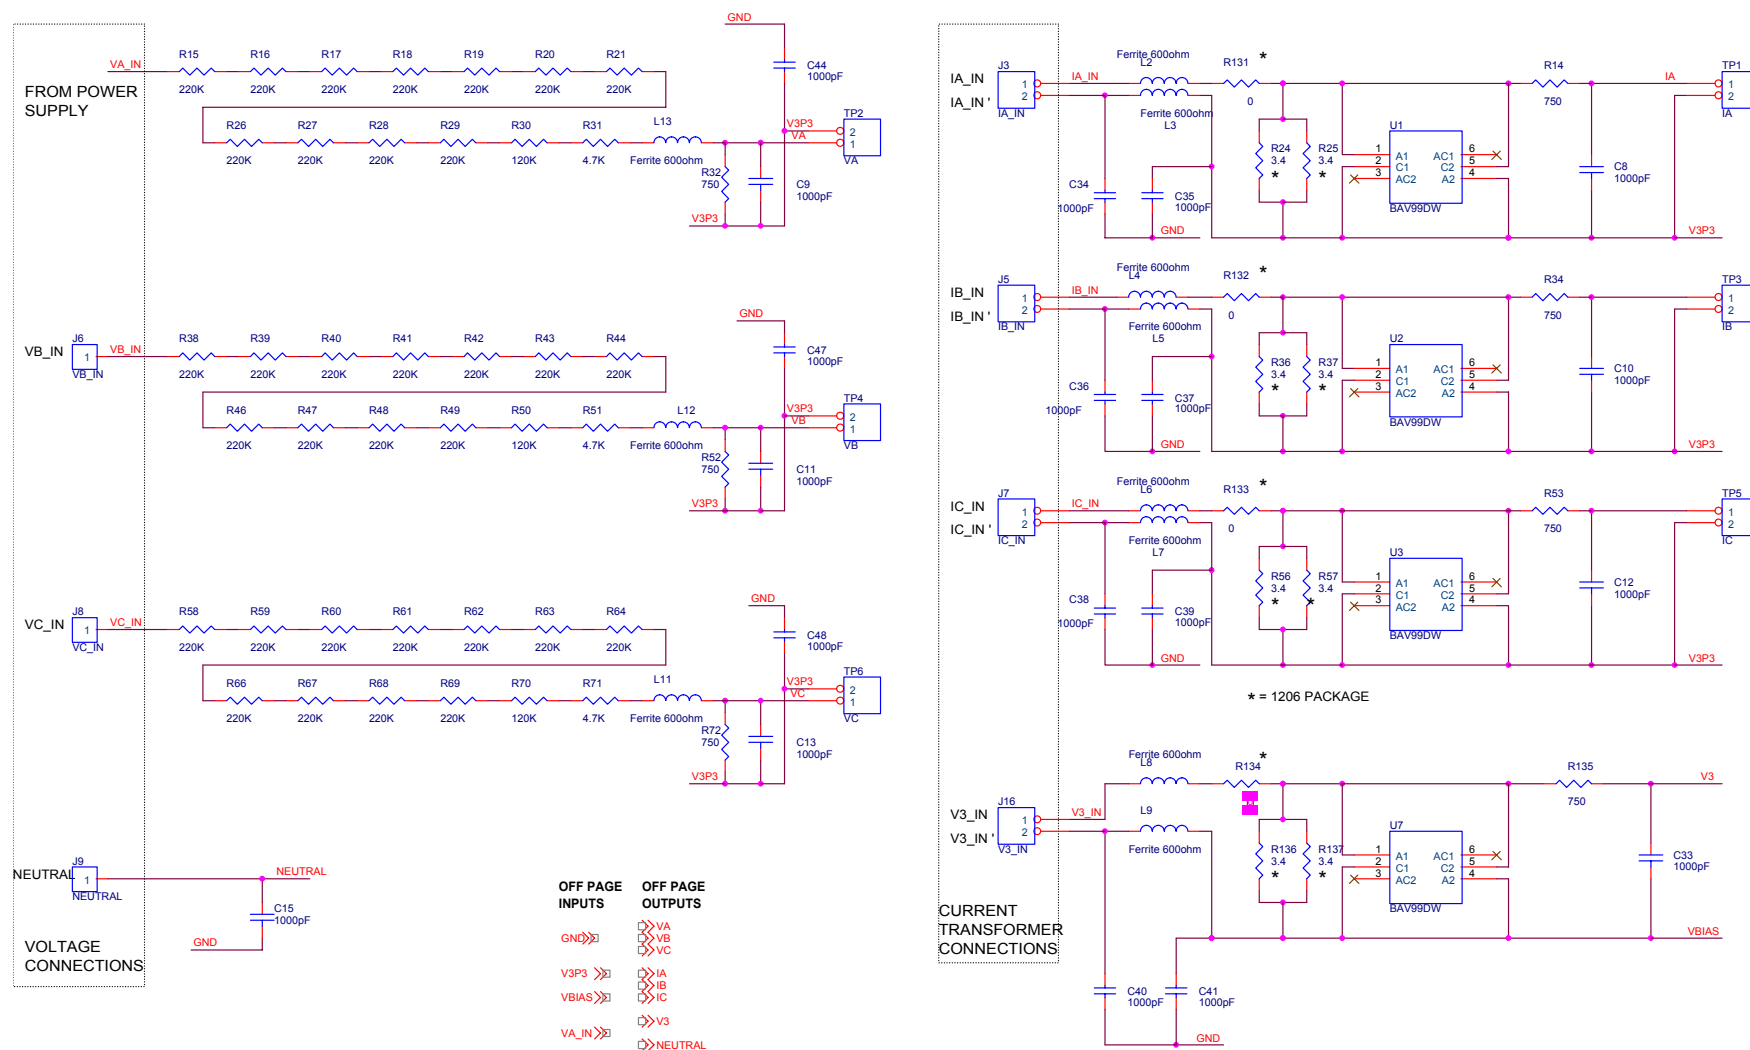 FROM POWER
SUPPLY
VA_IN
R15 R16 R17 R18 R19 R20 R21
220K 220K 220K 220K 220K 220K 220K
R26 R27 R28 R29 R30 R31 L13
220K 220K 220K 220K 120K 4.7K Ferrite 600ohm
GND
C44
1000pF
TP2
V3P3 2
VA 1
VA
R32
750
C9
1000pF
V3P3
VB_IN
J6
1
VB_IN
VB_IN
R38 R39 R40 R41 R42 R43 R44
220K 220K 220K 220K 220K 220K 220K
R46 R47 R48 R49 R50 R51 L12
220K 220K 220K 220K 120K 4.7K Ferrite 600ohm
GND
C47
1000pF
TP4
V3P3 2
VB 1
VB
R52
750
C11
1000pF
V3P3
VC_IN
J8
1
VC_IN
VC_IN
R58 R59 R60 R61 R62 R63 R64
220K 220K 220K 220K 220K 220K 220K
R66 R67 R68 R69 R70 R71 L11
220K 220K 220K 220K 120K 4.7K Ferrite 600ohm
GND
C48
1000pF
TP6
V3P3 2
VC 1
VC
R72
750
C13
1000pF
V3P3
NEUTRAL
J9
1
NEUTRAL
NEUTRAL
C15
1000pF
GND
VOLTAGE
CONNECTIONS
OFF PAGE
INPUTS
GND
V3P3
VBIAS
VA_IN
OFF PAGE
OUTPUTS
VA
VB
VC
IA
IB
IC
V3
NEUTRAL
IA_IN
IA_IN '
J3
1
2
IA_IN
IA_IN
Ferrite 600ohm
L2
R131 *
0
Ferrite 600ohm
L3
C34
1000pF
C35
1000pF
GND
R24
3.4
*
R25
3.4
*
U1
1 A1 AC1 6
2 C1 C2 5
3 AC2 A2 4
BAV99DW
R14
750
C8
1000pF
IA
TP1
1
2
IA
V3P3
IB_IN
IB_IN '
J5
1
2
IB_IN
IB_IN
Ferrite 600ohm
L4
R132 *
0
Ferrite 600ohm
L5
C36
1000pF
C37
1000pF
GND
R36
3.4
*
R37
3.4
*
U2
1 A1 AC1 6
2 C1 C2 5
3 AC2 A2 4
BAV99DW
R34
750
C10
1000pF
IB
TP3
1
2
IB
V3P3
IC_IN
IC_IN '
J7
1
2
IC_IN
IC_IN
Ferrite 600ohm
L6
R133 *
0
Ferrite 600ohm
L7
C38
1000pF
C39
1000pF
GND
R56
3.4
*
R57
3.4
*
U3
1 A1 AC1 6
2 C1 C2 5
3 AC2 A2 4
BAV99DW
R53
750
C12
1000pF
IC
TP5
1
2
IC
V3P3
* = 1206 PACKAGE
V3_IN
V3_IN '
J16
1
2
V3_IN
V3_IN
Ferrite 600ohm
L8
R134 *
L9
Ferrite 600ohm
R136
3.4
*
R137
3.4
*
U7
1 A1 AC1 6
2 C1 C2 5
3 AC2 A2 4
BAV99DW
R135
750
V3
C33
1000pF
VBIAS
C40
1000pF
C41
1000pF
GND
CURRENT
TRANSFORMER
CONNECTIONS